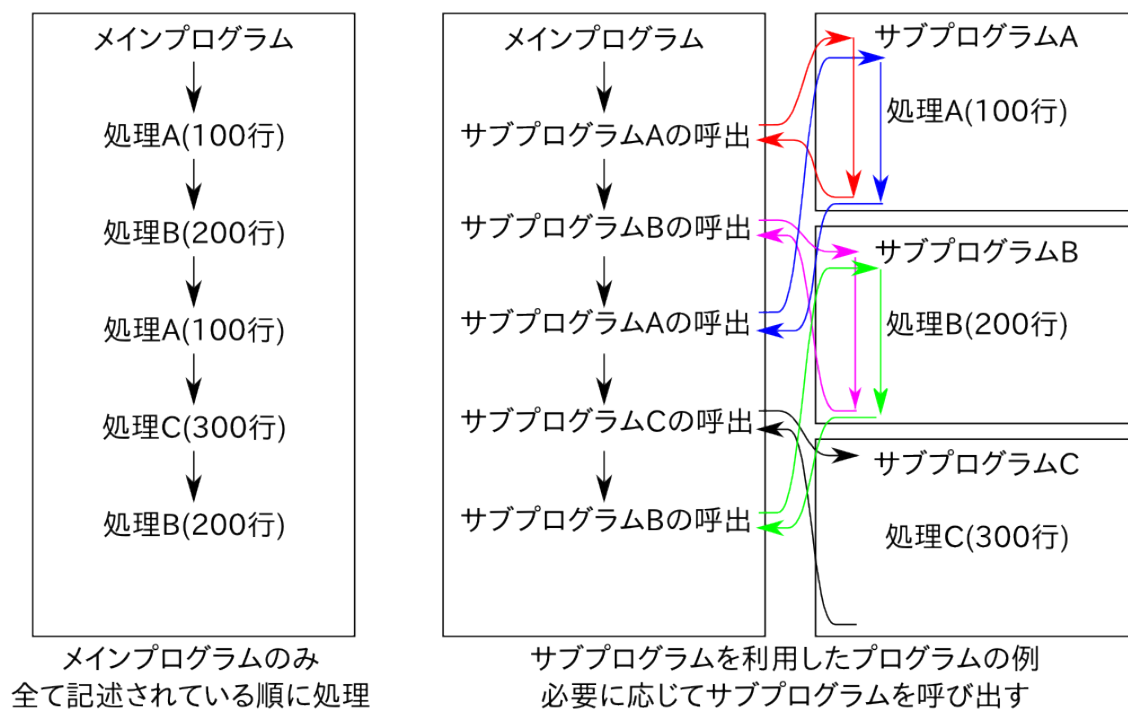 メインプログラム
処理A(100行)
処理B(200行)
処理A(100行)
処理C(300行)
処理B(200行)
メインプログラムのみ
全て記述されている順に処理
メインプログラム
サブプログラムAの呼出
サブプログラムBの呼出
サブプログラムAの呼出
サブプログラムCの呼出
サブプログラムBの呼出
サブプログラムA
処理A(100行)
サブプログラムB
処理B(200行)
サブプログラムC
処理C(300行)
サブプログラムを利用したプログラムの例
必要に応じてサブプログラムを呼び出す